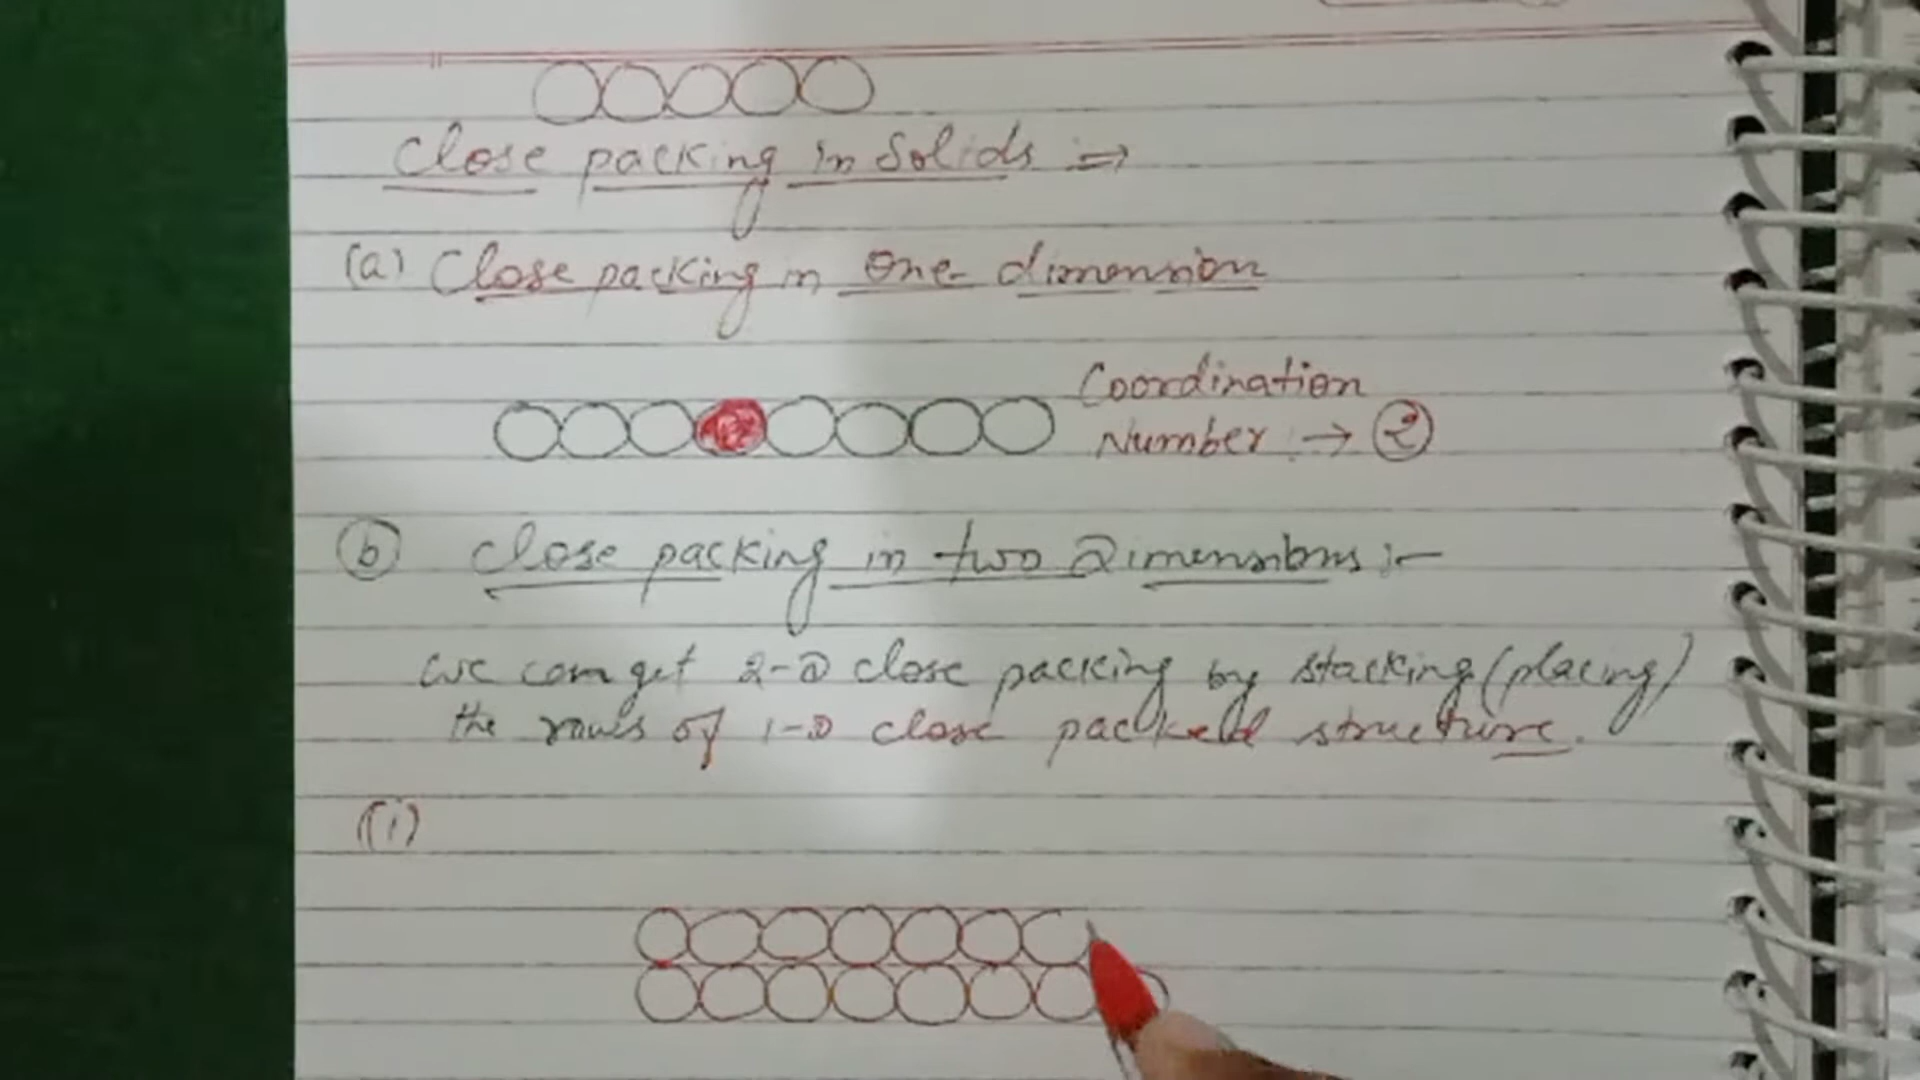 Close packing in Solids ⇒
(a) Close packing in One-dimension
Coordination
Number :→ ②
ⓑ Close packing in two Dimensions :-
We can get 2-D close packing by stacking (placing)
the rows of 1-D close packed structure.
(i)